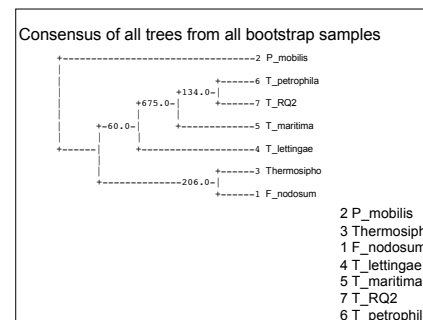 Consensus of all trees from all bootstrap samples
+------------------------------2 P_mobilis
+------6 T_petrophila
+134.0-|
+675.0-| +------7 T_RQ2
+-60.0-| +-------------5 T_maritima
+--------------------4 T_lettingae
+------3 Thermosipho
+-------------206.0-|
+------1 F_nodosum
2 P_mobilis
3 Thermosiph
1 F_nodosum
4 T_lettingae
5 T_maritima
7 T_RQ2
6 T_petrophil